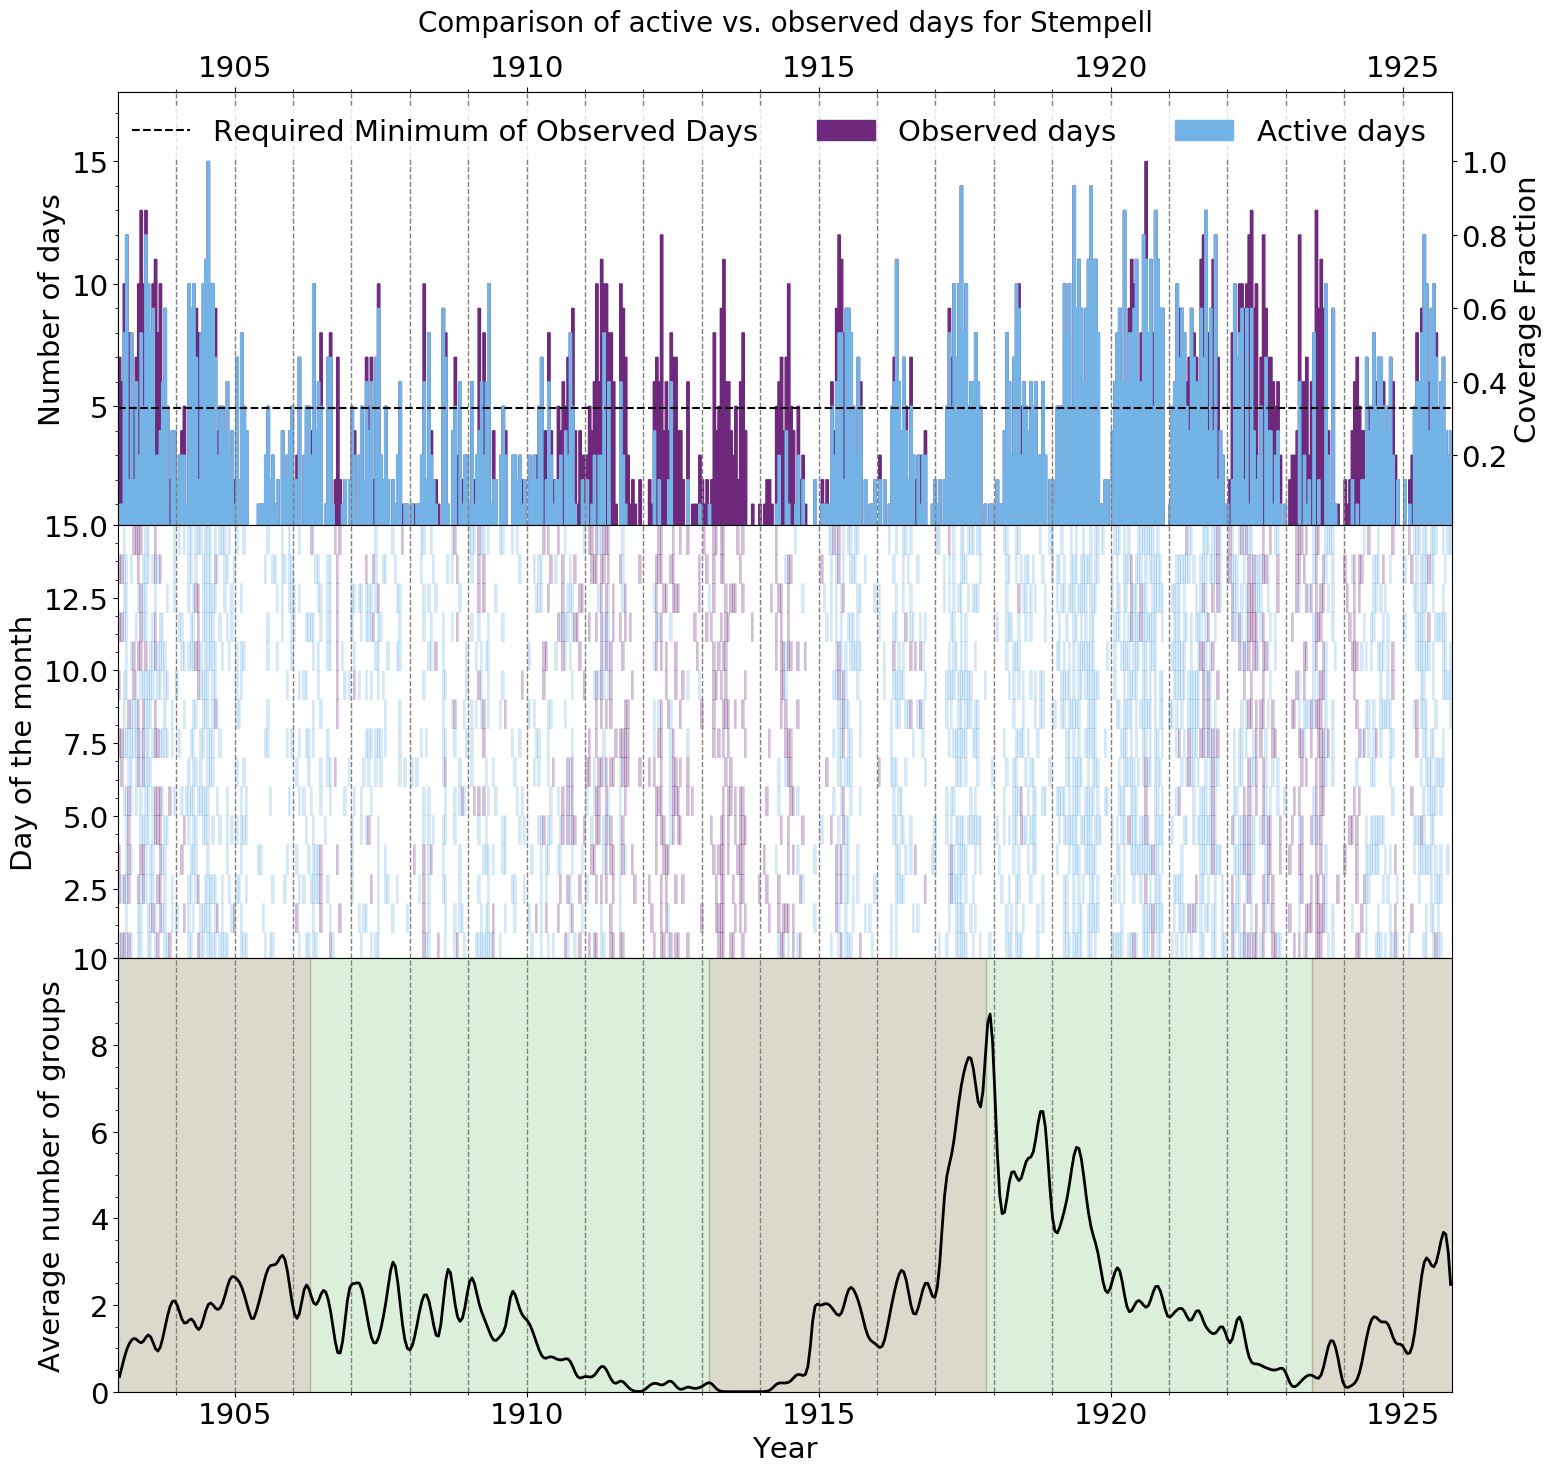 Comparison of active vs. observed days for Stempell
1905 1910 1915 1920 1925
Required Minimum of Observed Days Observed days Active days
15 10 5
Number of days
1.0 0.8 0.6 0.4 0.2
Coverage Fraction
15.0 12.5 10.0 7.5 5.0 2.5
Day of the month
10 8 6 4 2 0
Average number of groups
1905 1910 1915 1920 1925
Year